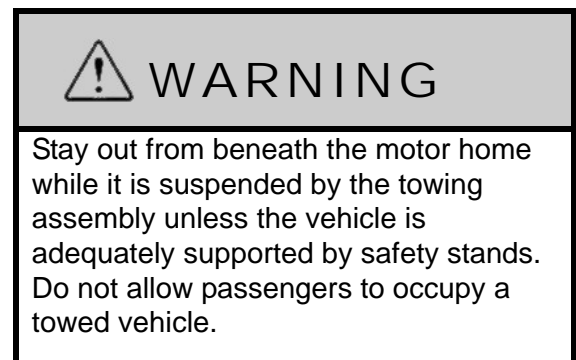 WARNING
Stay out from beneath the motor home
while it is suspended by the towing
assembly unless the vehicle is
adequately supported by safety stands.
Do not allow passengers to occupy a
towed vehicle.